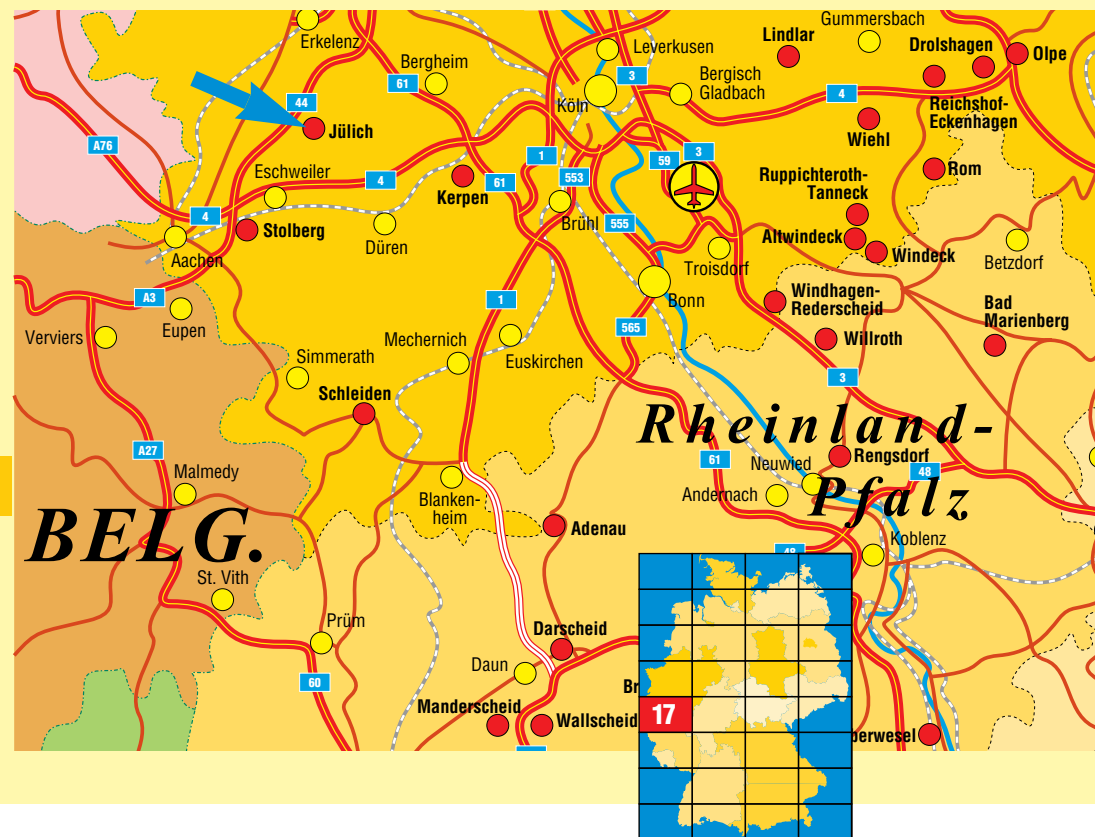 Gummersbach
Lindlar
Drolshagen
Olpe
Erkelenz
Leverkusen
Bergheim
Bergisch
Gladbach
3
61
4
44
Köln
Reichshof-
Eckenhagen
Jülich
Wiehl
A76
1
59
3
Eschweiler
4
553
Rom
61
Kerpen
Ruppichteroth-
Tanneck
4
Stolberg
Düren
Brühl
555
Altwindeck
Windeck
Aachen
Troisdorf
Betzdorf
A3
1
Bonn
Windhagen-
Rederscheid
Bad
Marienberg
Eupen
565
Verviers
Mechernich
Willroth
Simmerath
Euskirchen
Schleiden
3
Rheinland-
Pfalz
A27
61
Neuwied
Rengsdorf
48
Malmedy
Blanken-
heim
Andernach
BELG.
Adenau
Koblenz
48
St. Vith
Prüm
Darscheid
Daun
60
Br
Manderscheid
Wallscheid
17
berwesel